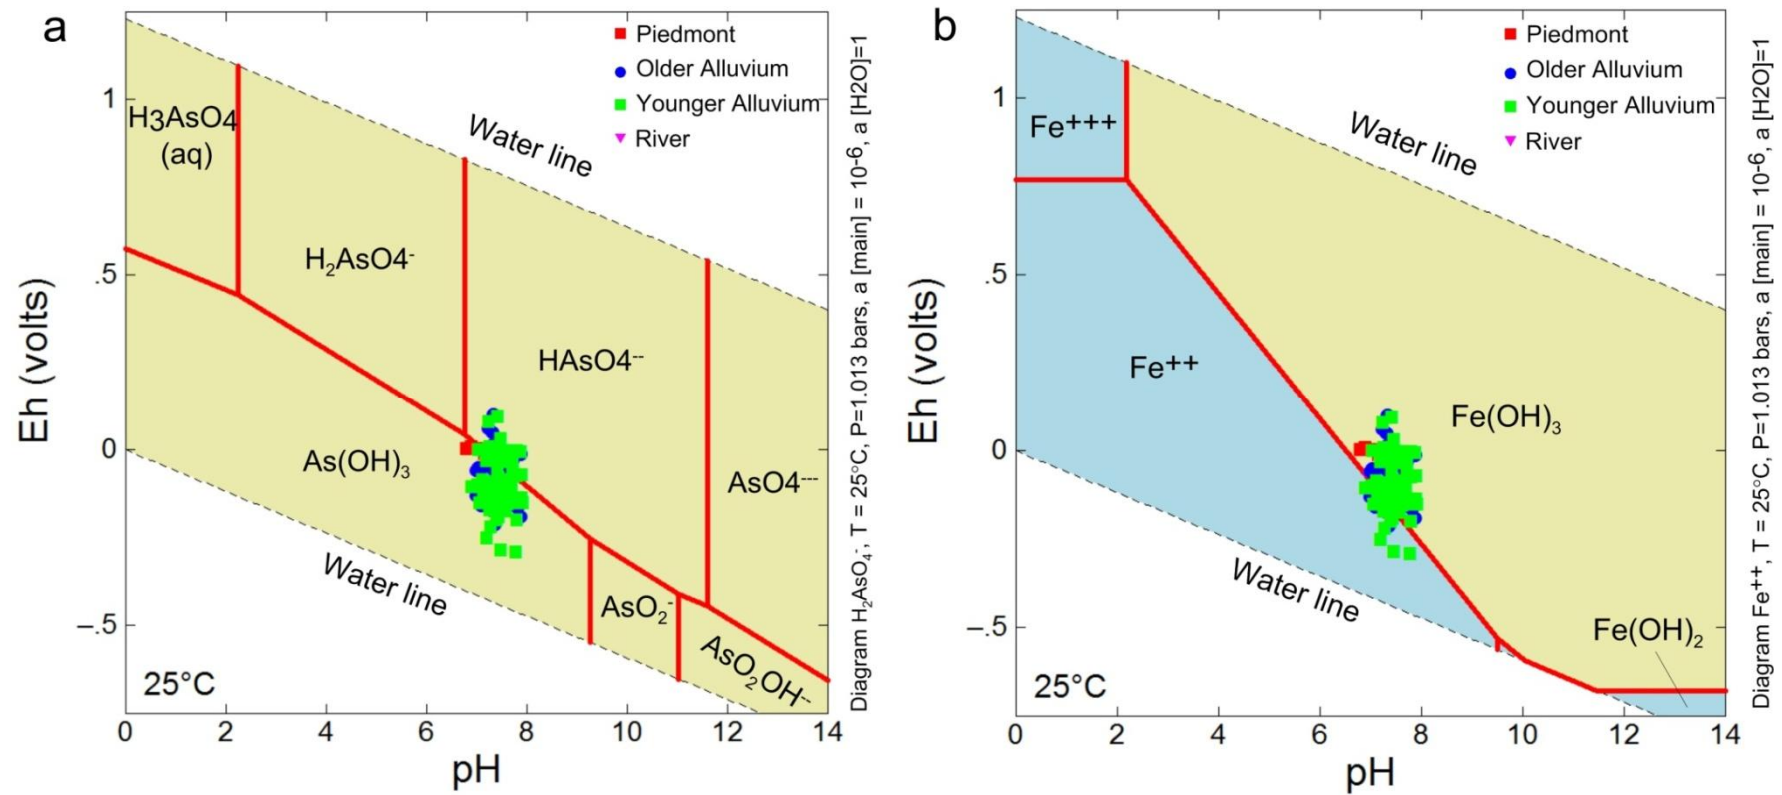 a
Piedmont
Older Alluvium
Younger Alluvium
River
Water line
H3AsO4
(aq)
H₂AsO4⁻
HAsO4⁻⁻
As(OH)₃
AsO4⁻⁻⁻
AsO₂⁻
AsO₂OH⁻⁻
Water line
25°C
1
.5
0
–.5
0 2 4 6 8 10 12 14
pH
Eh (volts)
Diagram H₂AsO₄⁻, T = 25°C, P=1.013 bars, a [main] = 10-6, a [H2O]=1
b
Piedmont
Older Alluvium
Younger Alluvium
River
Water line
Fe+++
Fe++
Fe(OH)₃
Fe(OH)₂
Water line
25°C
1
.5
0
–.5
0 2 4 6 8 10 12 14
pH
Eh (volts)
Diagram Fe⁺⁺, T = 25°C, P=1.013 bars, a [main] = 10-6, a [H2O]=1